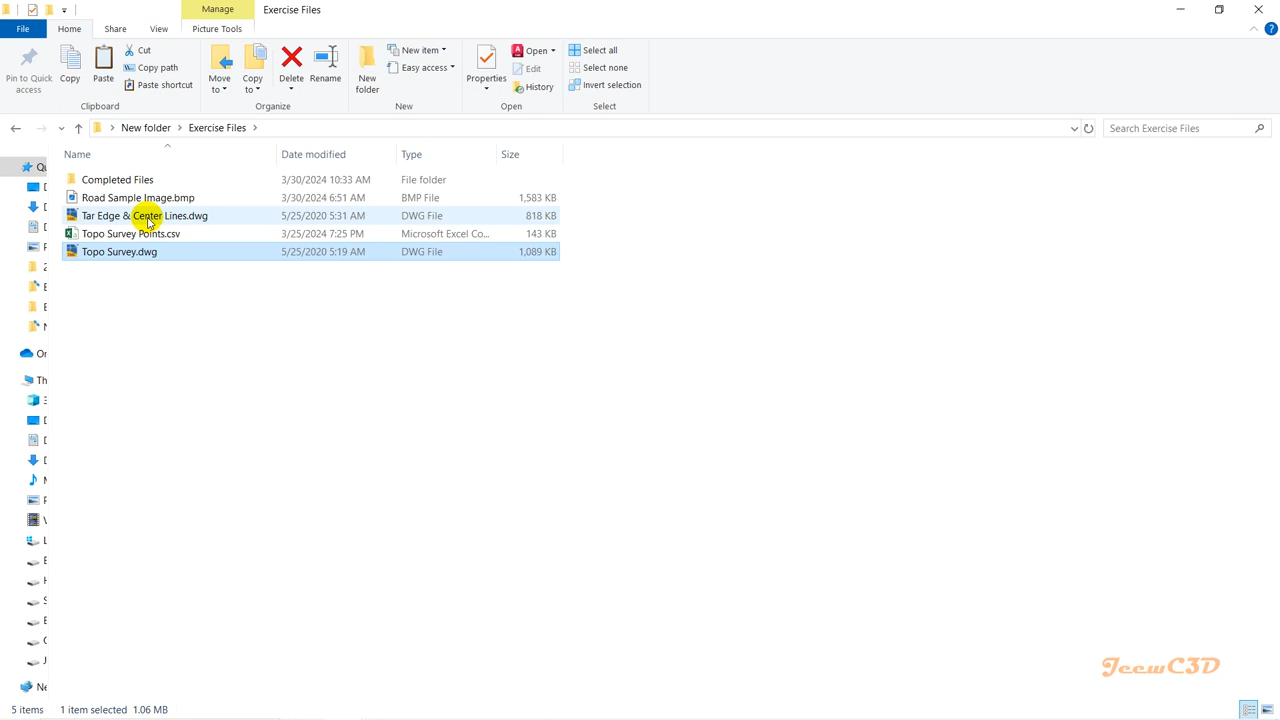 Manage
Exercise Files
File
Home
Share
View
Picture Tools
Pin to Quick access
Copy
Paste
Cut
Copy path
Paste shortcut
Clipboard
Move to
Copy to
Delete
Rename
Organize
New folder
New item
Easy access
New
Properties
Open
Edit
History
Open
Select all
Select none
Invert selection
Select
New folder
Exercise Files
Search Exercise Files
Name
Date modified
Type
Size
Completed Files 3/30/2024 10:33 AM File folder
Road Sample Image.bmp 3/30/2024 6:51 AM BMP File 1,583 KB
Tar Edge & Center Lines.dwg 5/25/2020 5:31 AM DWG File 818 KB
Topo Survey Points.csv 3/25/2024 7:25 PM Microsoft Excel Co... 143 KB
Topo Survey.dwg 5/25/2020 5:19 AM DWG File 1,089 KB
JeewC3D
5 items
1 item selected 1.06 MB